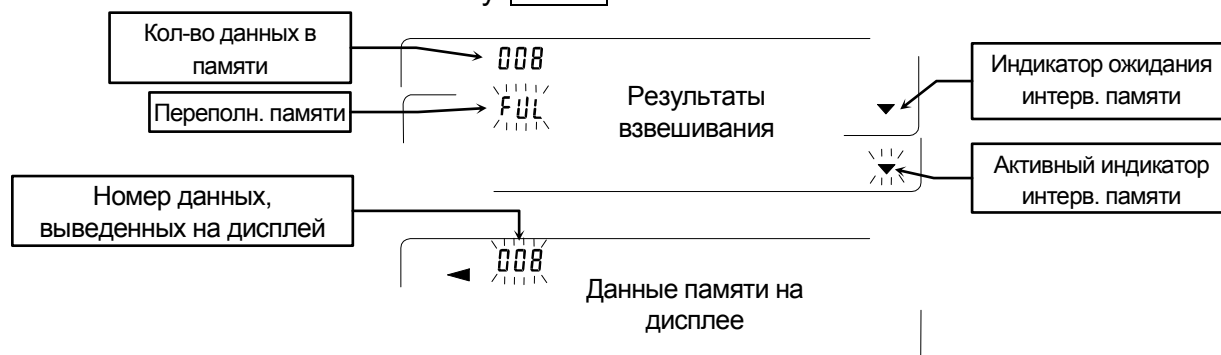 у
Кол-во данных в
памяти
008
Переполн. памяти
FUL
Результаты
взвешивания
Индикатор ожидания
интерв. памяти
Активный индикатор
интерв. памяти
Номер данных,
выведенных на дисплей
008
Данные памяти на
дисплее